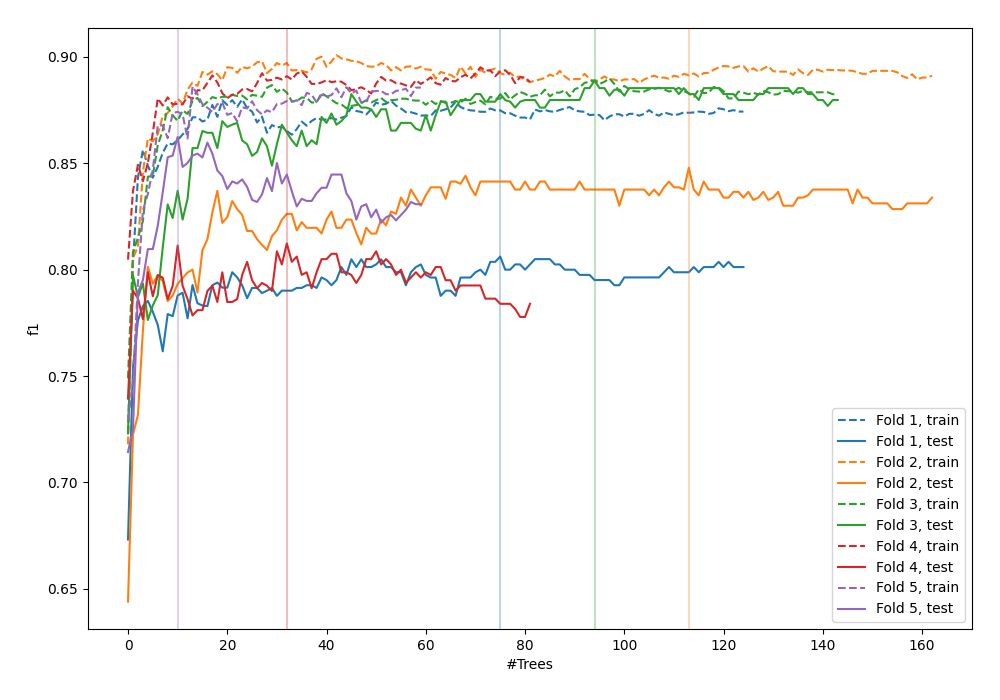 0.90
0.85
0.80
0.75
0.70
0.65
f1
0 20 40 60 80 100 120 140 160
#Trees
Fold 1, train
Fold 1, test
Fold 2, train
Fold 2, test
Fold 3, train
Fold 3, test
Fold 4, train
Fold 4, test
Fold 5, train
Fold 5, test